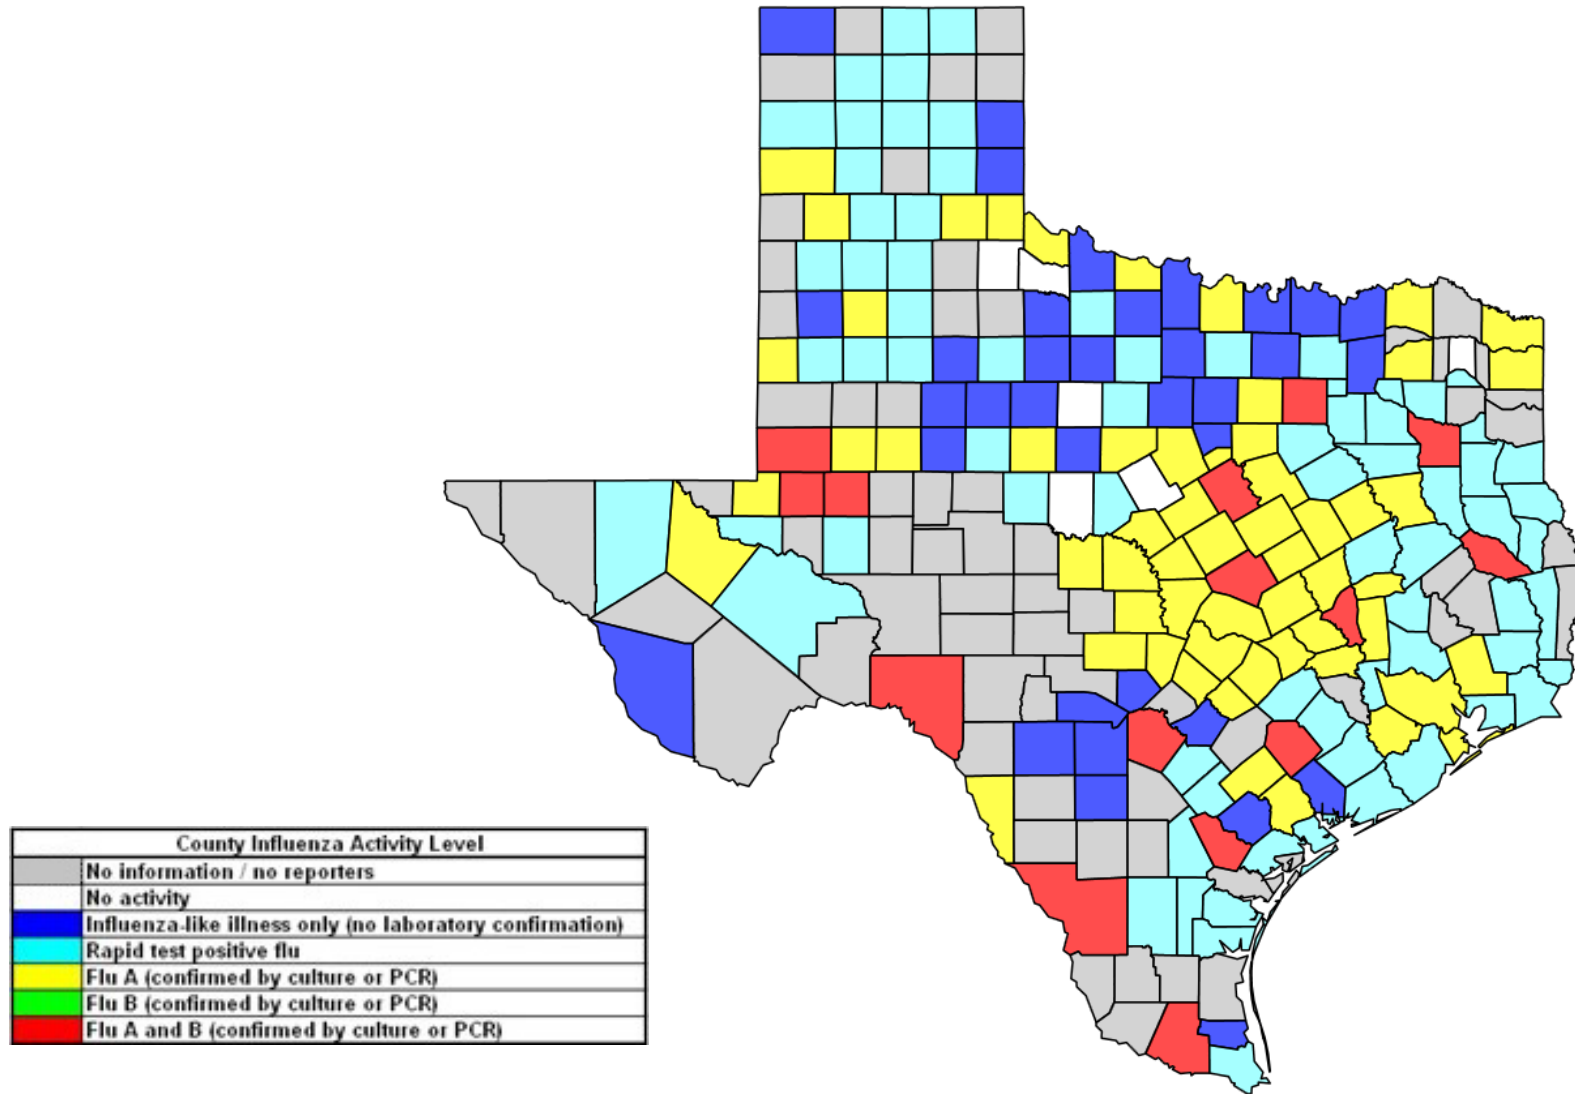 County Influenza Activity Level
No information / no reporters
No activity
Influenza-like illness only (no laboratory confirmation)
Rapid test positive flu
Flu A (confirmed by culture or PCR)
Flu B (confirmed by culture or PCR)
Flu A and B (confirmed by culture or PCR)